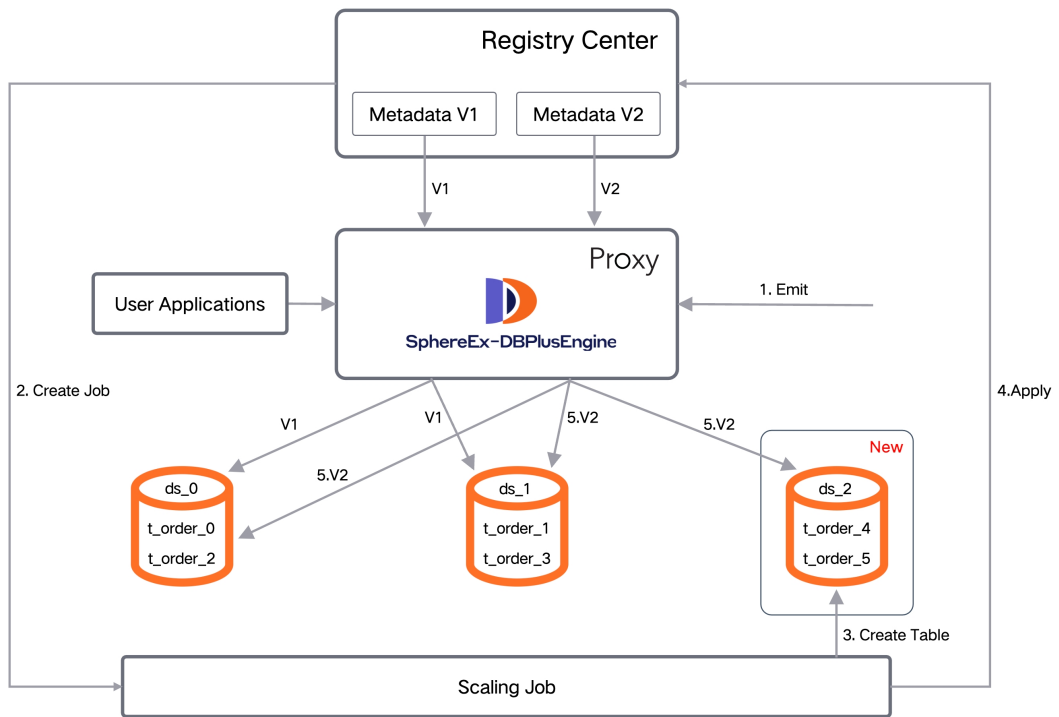 Registry Center
Metadata V1
Metadata V2
V1
V2
Proxy
SphereEx-DBPlusEngine
User Applications
1. Emit
2. Create Job
4.Apply
V1
V1
5.V2
5.V2
5.V2
New
ds_0
t_order_0
t_order_2
ds_1
t_order_1
t_order_3
ds_2
t_order_4
t_order_5
3. Create Table
Scaling Job